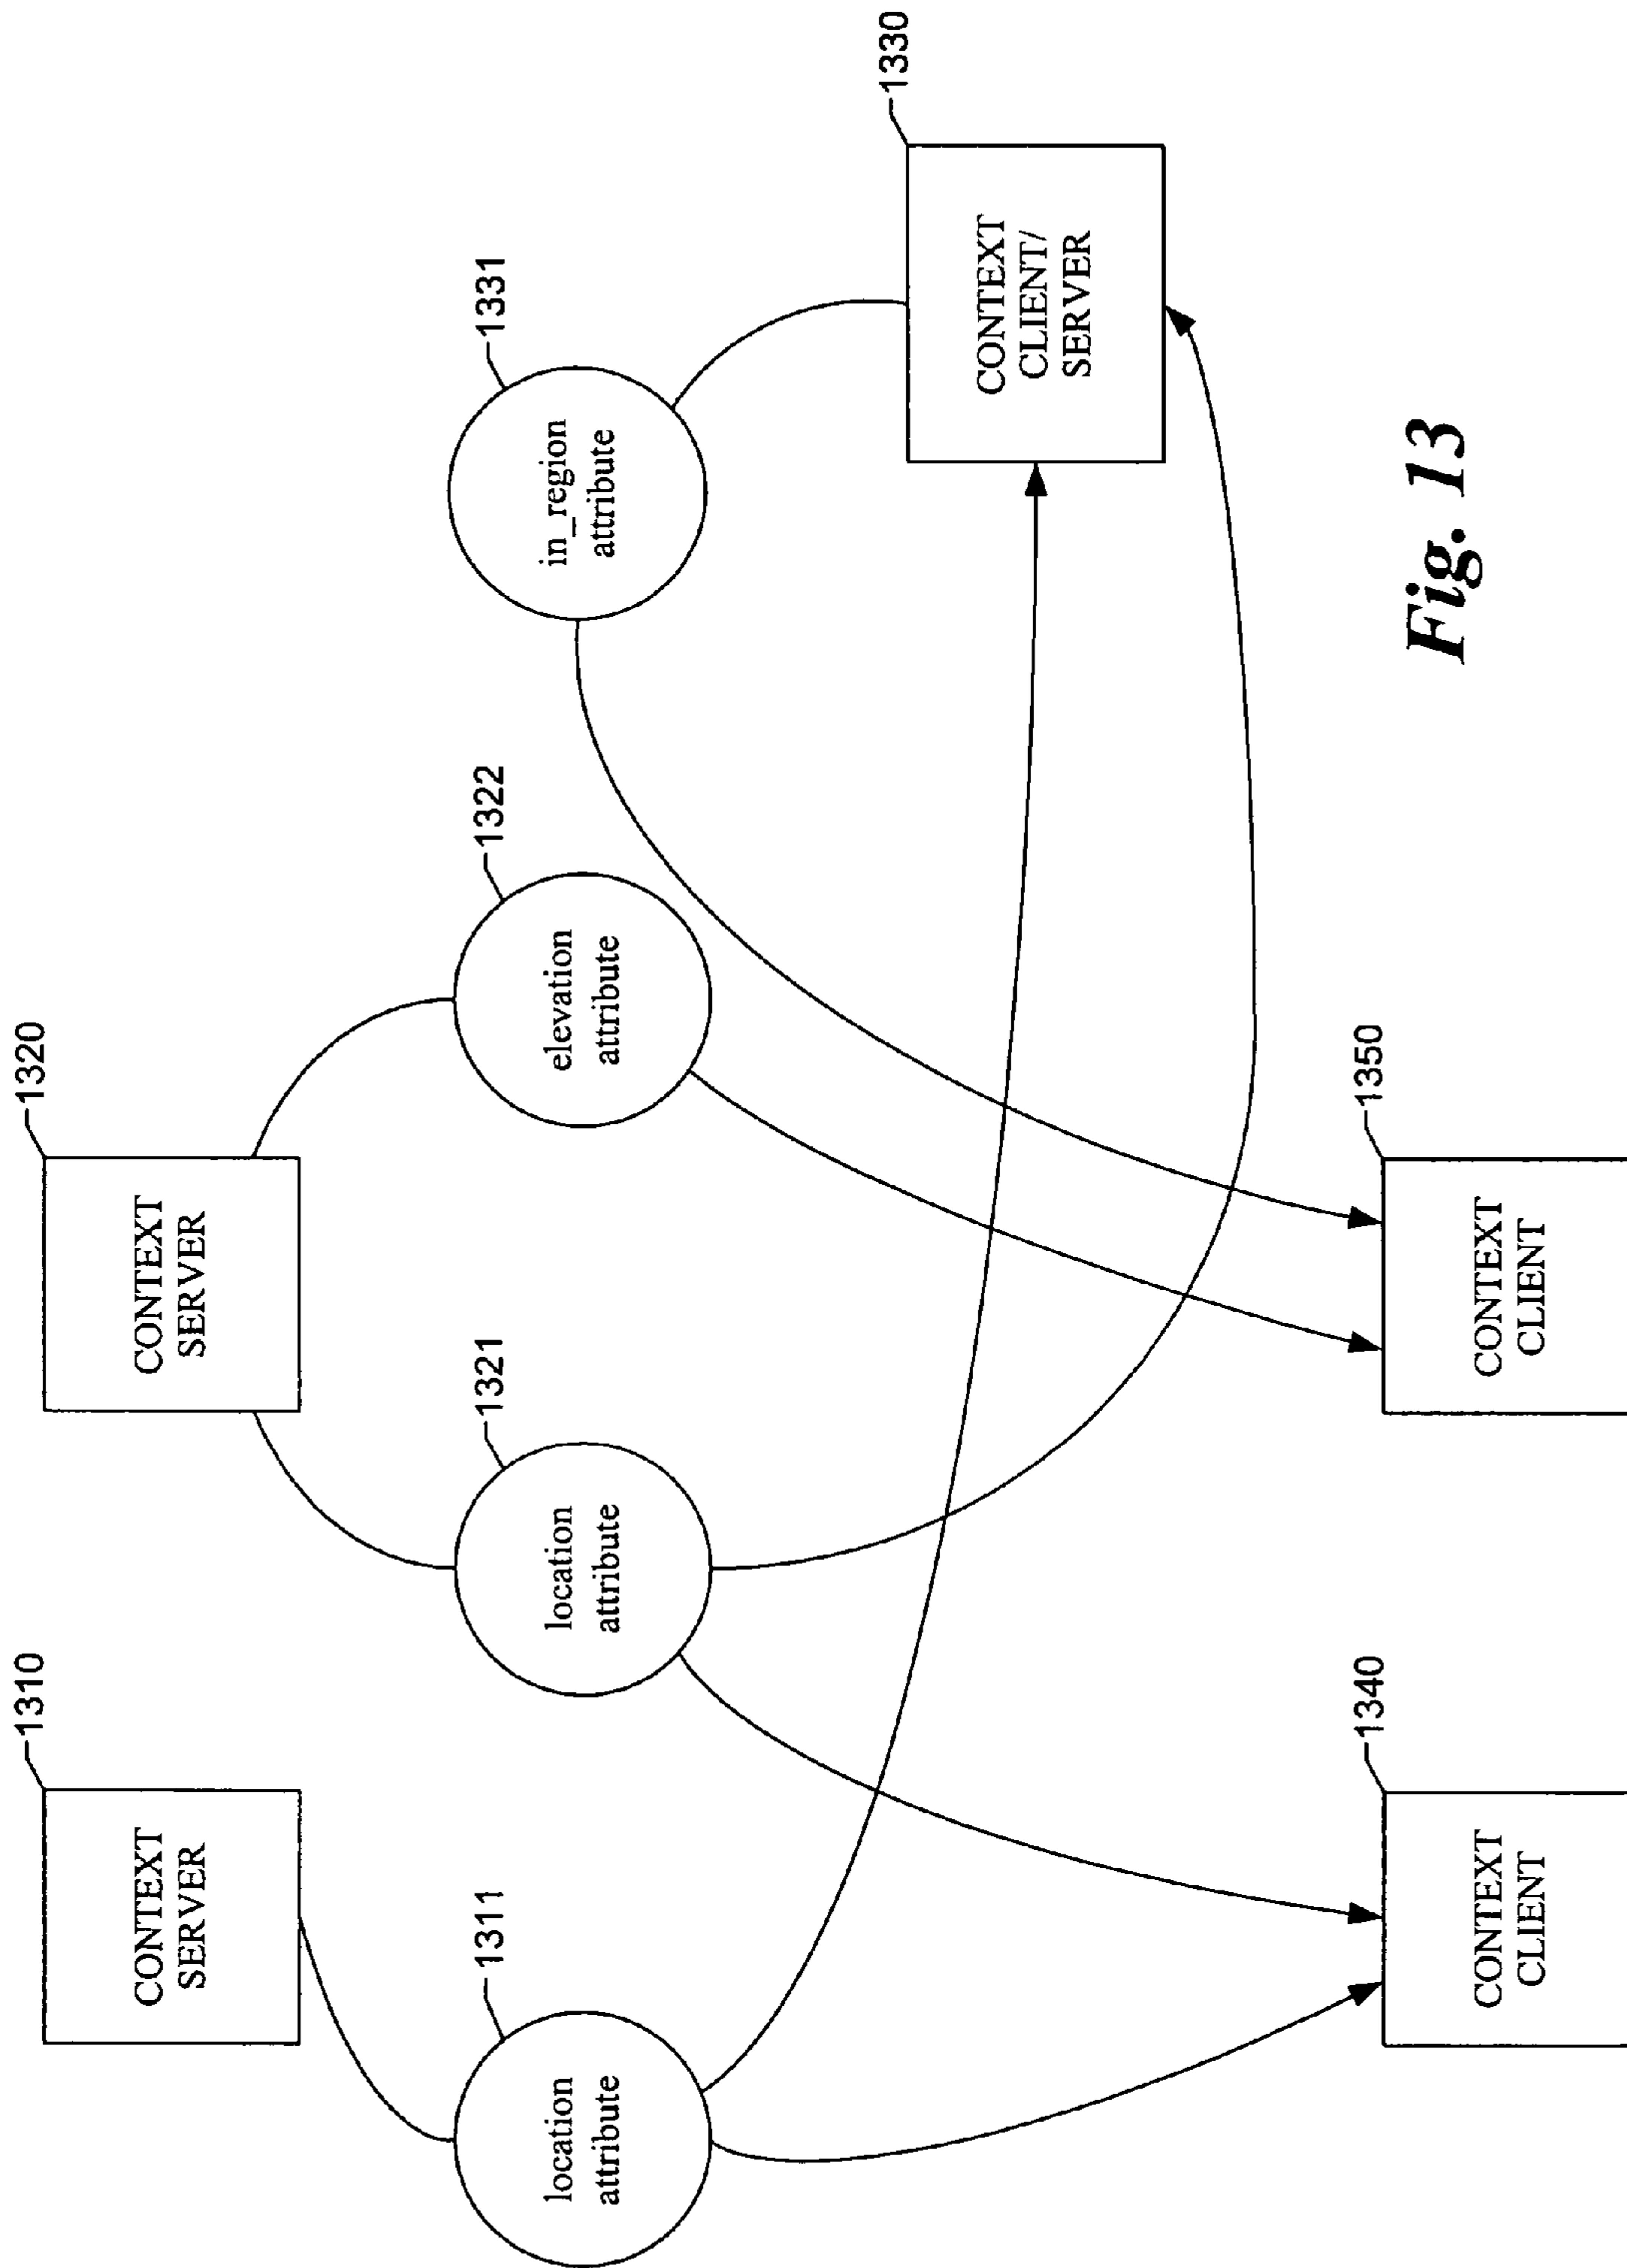 1310
CONTEXT
SERVER
1320
CONTEXT
SERVER
1311
location
attribute
1321
location
attribute
1322
elevation
attribute
1331
in_region
attribute
1330
CONTEXT
CLIENT/
SERVER
1340
CONTEXT
CLIENT
1350
CONTEXT
CLIENT
Fig. 13